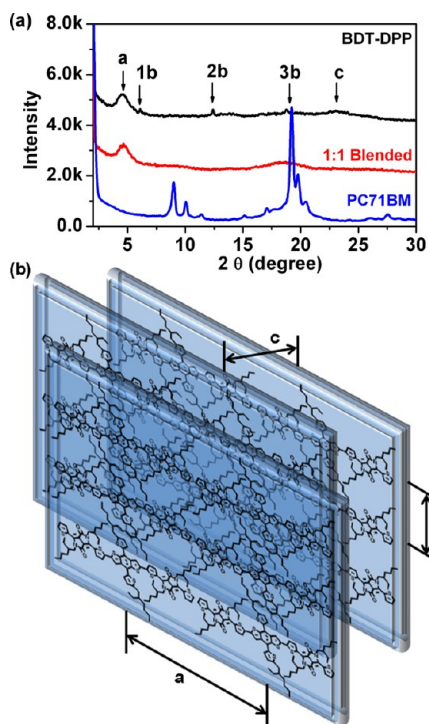 (a)
8.0k
6.0k
4.0k
2.0k
0.0
Intensity
a 1b 2b 3b c
BDT-DPP
1:1 Blended
PC71BM
5 10 15 20 25 30
2 θ (degree)
(b)
c
a